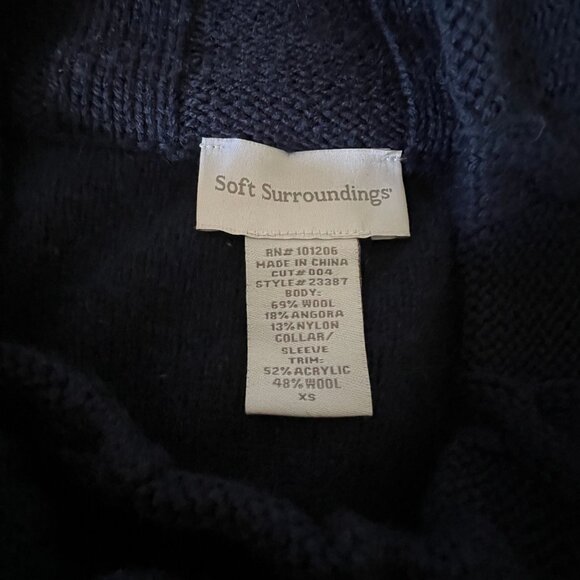 Soft Surroundings
RN# 101206
MADE IN CHINA
CUT# 004
STYLE# 23387
BODY:
69% WOOL
18% ANGORA
13% NYLON
COLLAR/
SLEEVE
TRIM:
52% ACRYLIC
48% WOOL
XS